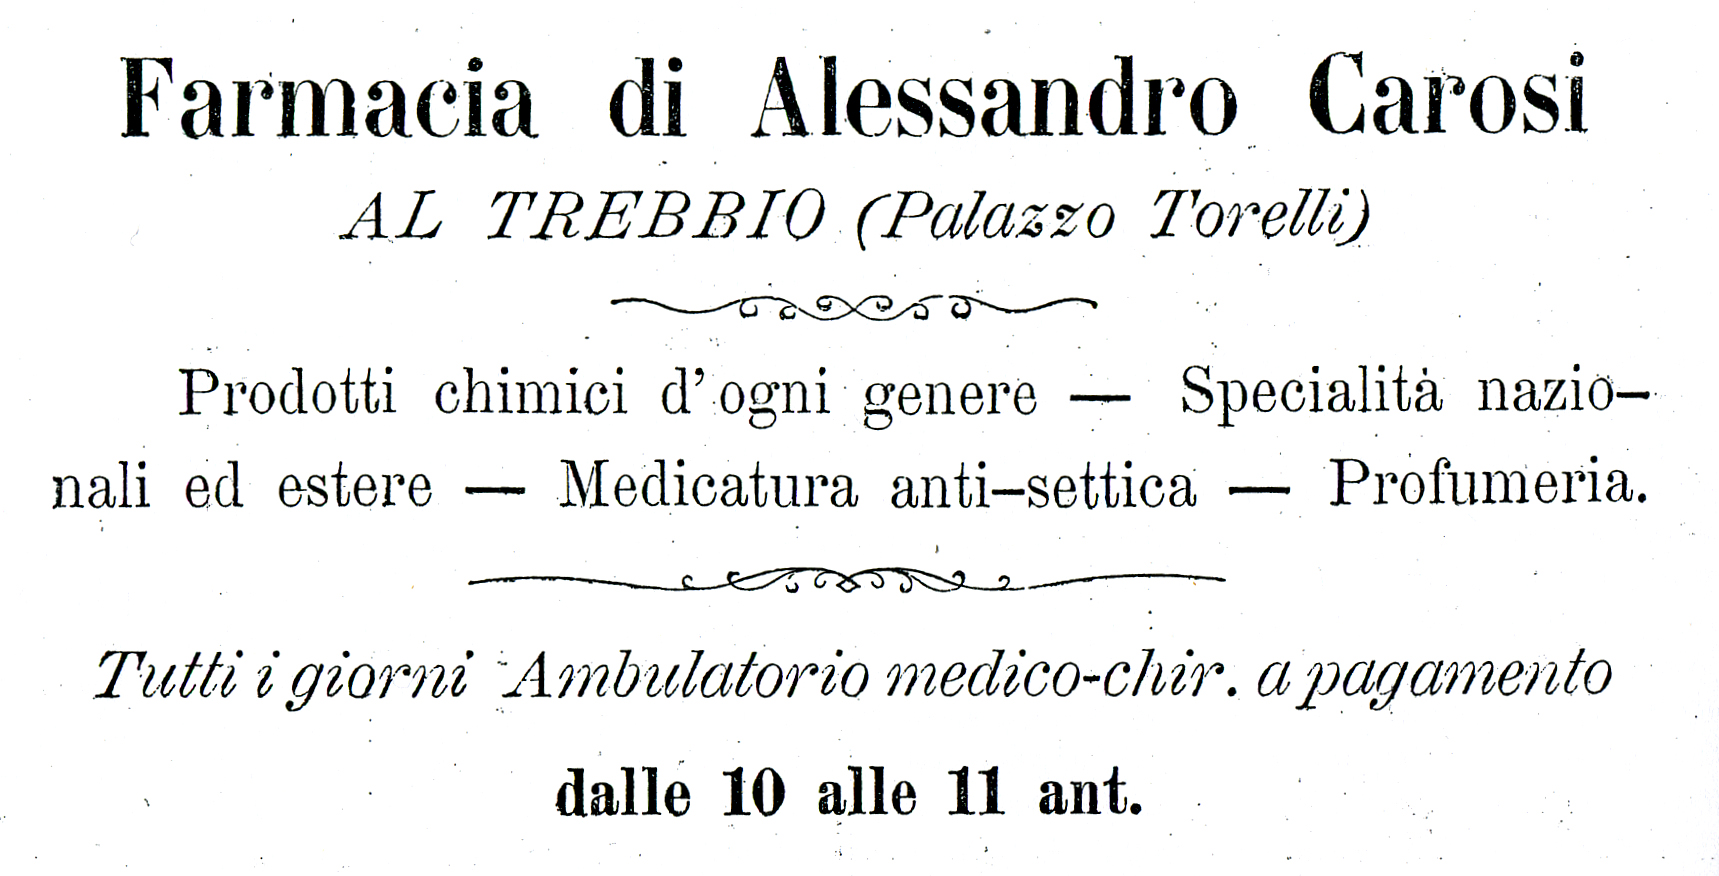 Farmacia di Alessandro Carosi
AL TREBBIO (Palazzo Torelli)
Prodotti chimici d' ogni genere — Specialità nazio-
nali ed estere — Medicatura anti-settica — Profumeria.
Tutti i giorni Ambulatorio medico-chir. a pagamento
dalle 10 alle 11 ant.